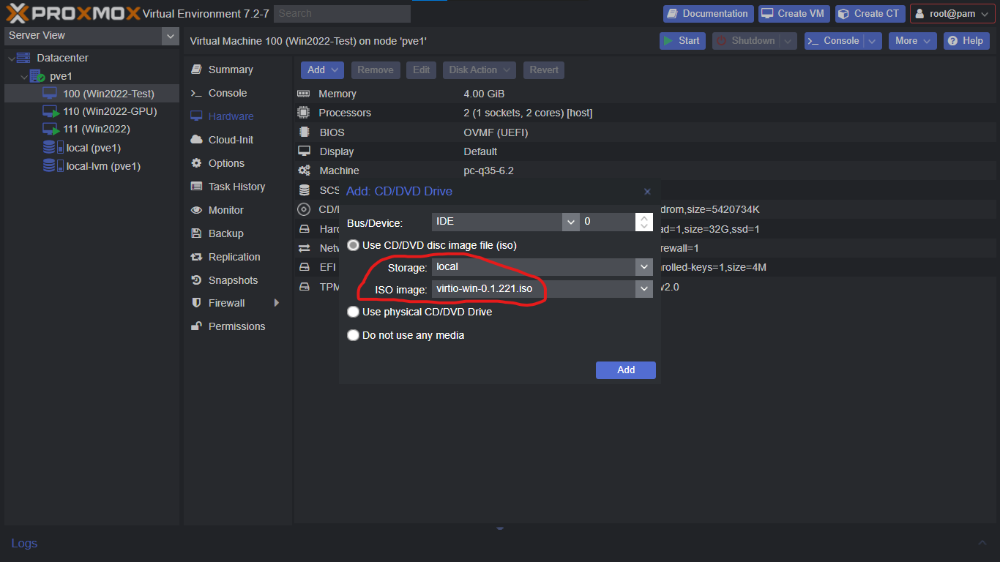 PROXMOX Virtual Environment 7.2-7 Search Documentation Create VM Create CT root@pam
Server View
Datacenter
pve1
100 (Win2022-Test)
110 (Win2022-GPU)
111 (Win2022)
local (pve1)
local-lvm (pve1)
Virtual Machine 100 (Win2022-Test) on node 'pve1' Start Shutdown Console More Help
Summary
Console
Hardware
Cloud-Init
Options
Task History
Monitor
Backup
Replication
Snapshots
Firewall
Permissions
Add Remove Edit Disk Action Revert
Memory 4.00 GiB
Processors 2 (1 sockets, 2 cores) [host]
BIOS OVMF (UEFI)
Display Default
Machine pc-q35-6.2
SCS
CD/ drom,size=5420734K
Hard ad=1,size=32G,ssd=1
Netw rewall=1
EFI nrolled-keys=1,size=4M
TPM v2.0
Add: CD/DVD Drive
Bus/Device: IDE 0
Use CD/DVD disc image file (iso)
Storage: local
ISO image: virtio-win-0.1.221.iso
Use physical CD/DVD Drive
Do not use any media
Add
Logs